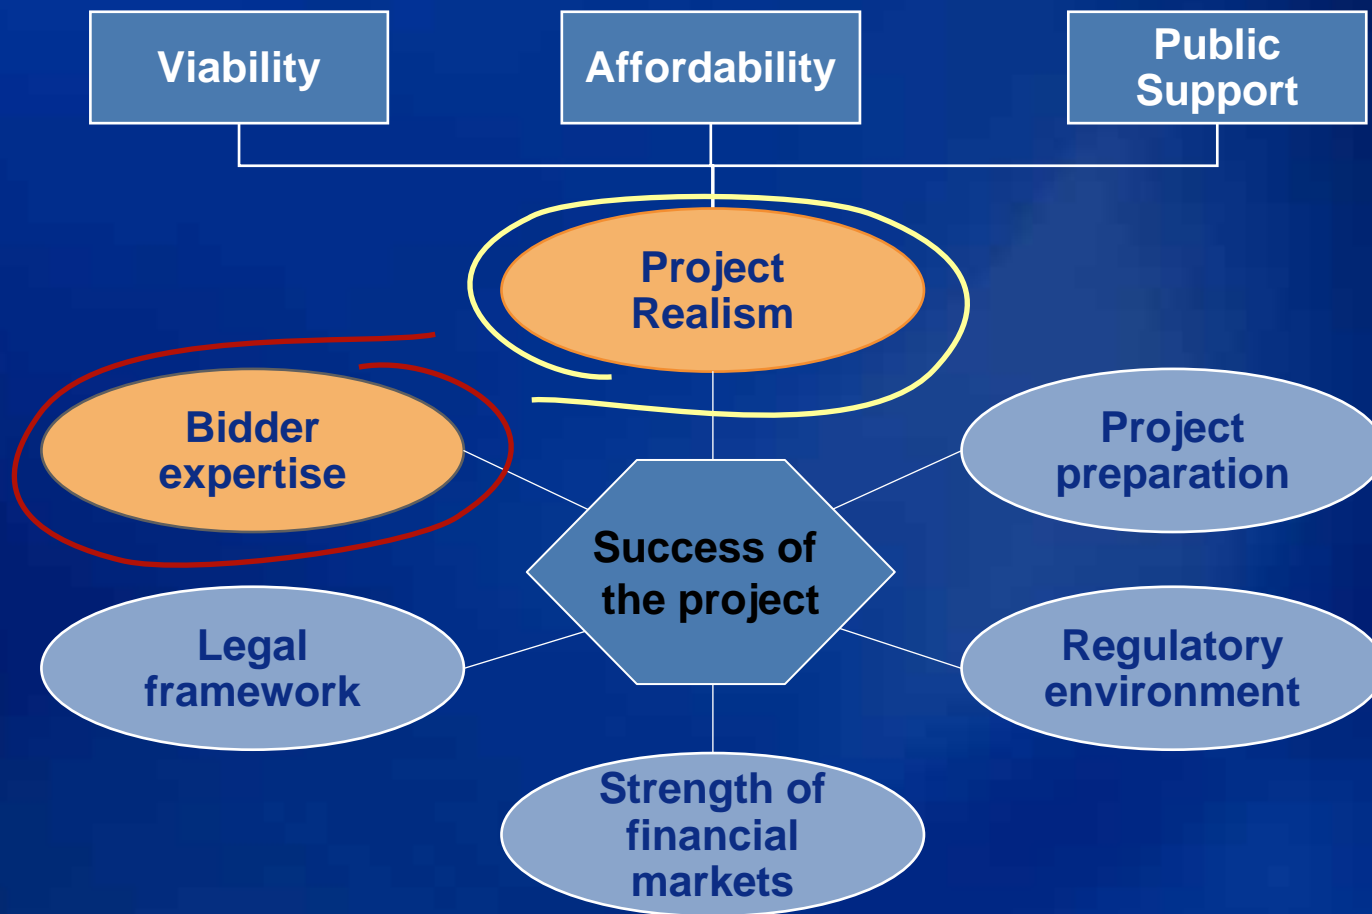 Viability
Affordability
Public
Support
Project
Realism
Bidder
expertise
Project
preparation
Success of
the project
Legal
framework
Regulatory
environment
Strength of
financial
markets